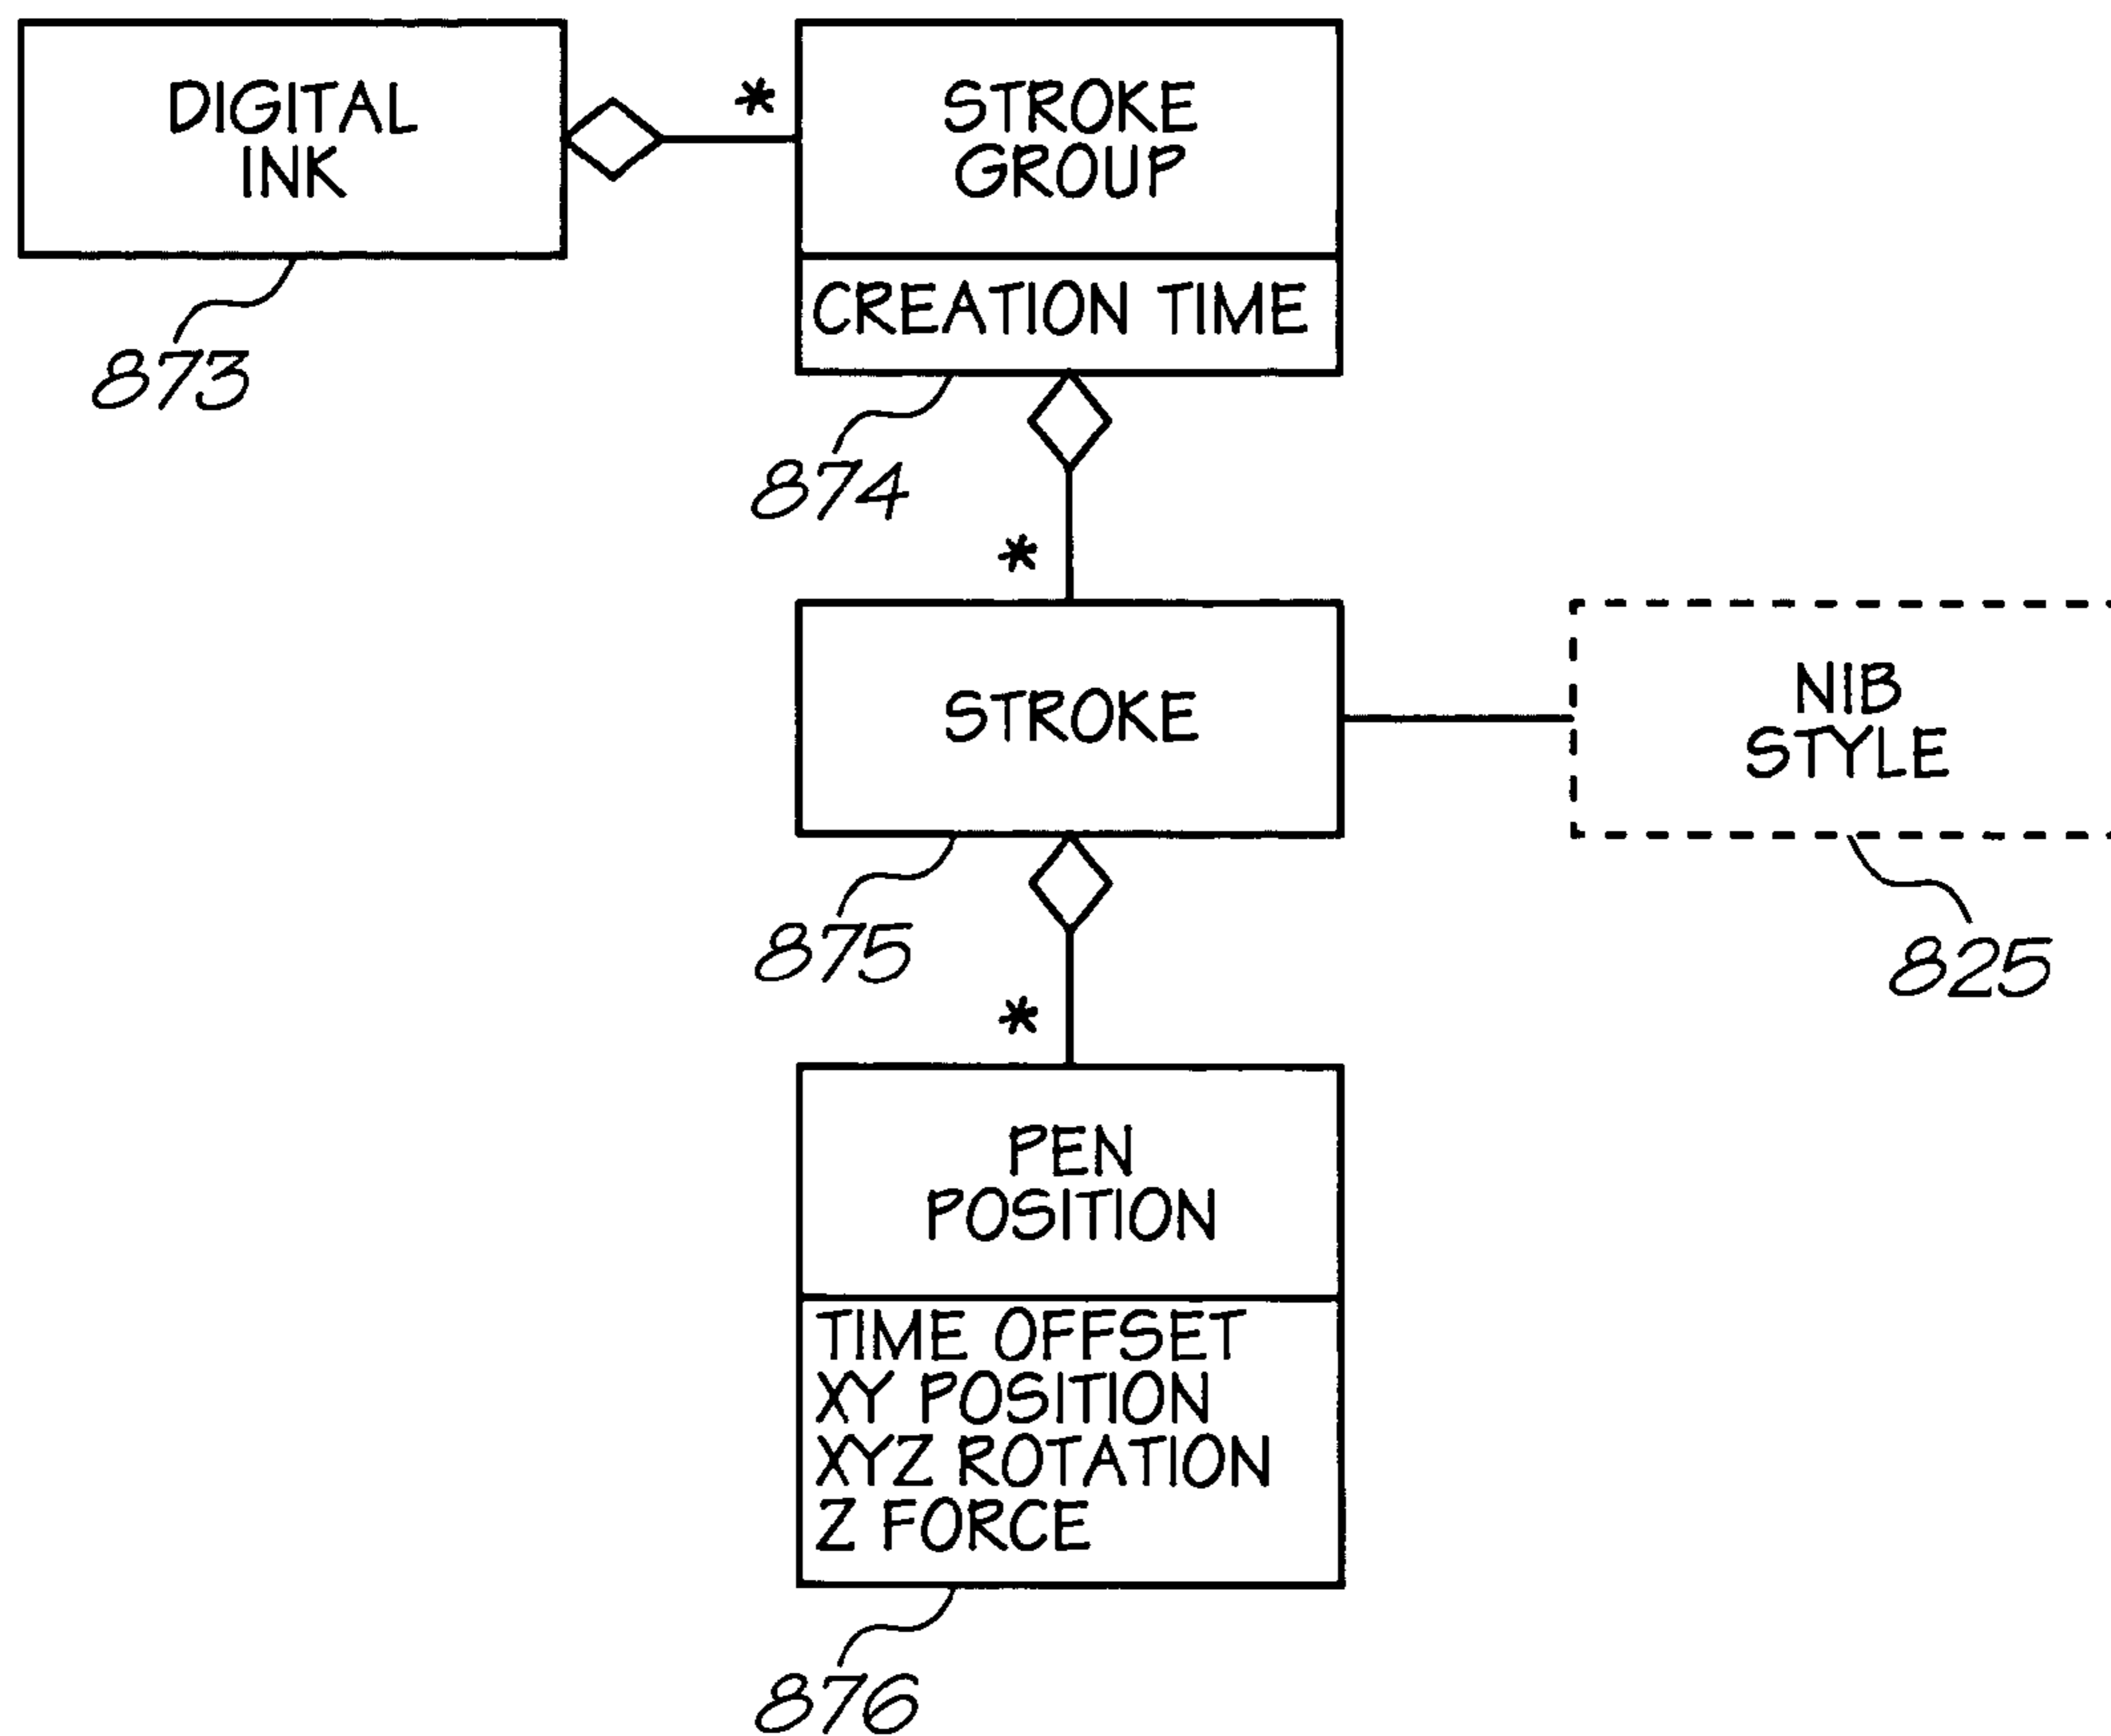 DIGITAL
INK
*
STROKE
GROUP
CREATION TIME
873
874
*
STROKE
NIB
STYLE
875
825
*
PEN
POSITION
TIME OFFSET
XY POSITION
XYZ ROTATION
Z FORCE
876